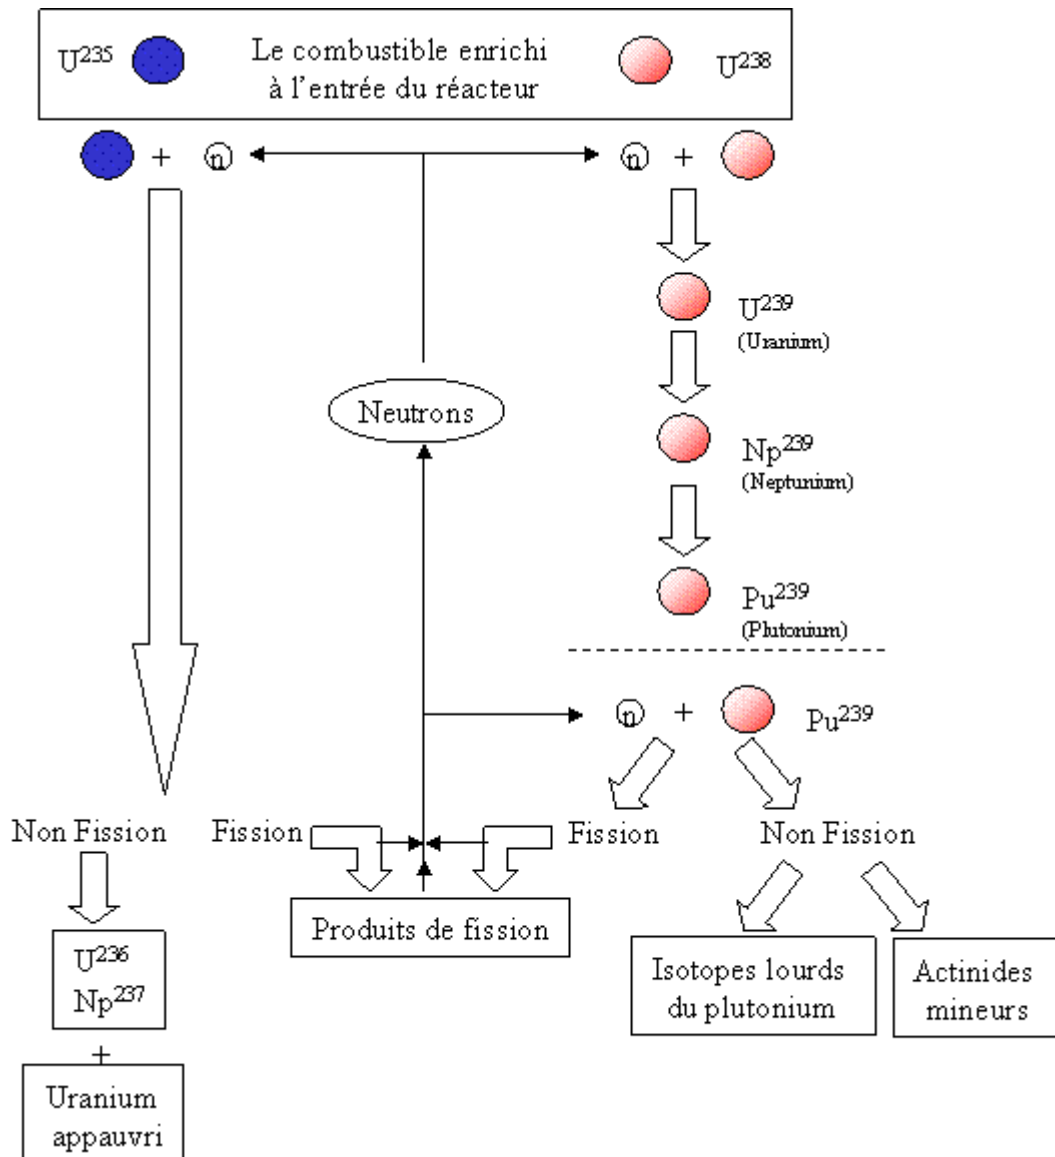 U²³⁵ Le combustible enrichi U²³⁸
à l'entrée du réacteur
+ n n +
U²³⁹
(Uranium)
Neutrons
Np²³⁹
(Neptunium)
Pu²³⁹
(Plutonium)
n + Pu²³⁹
Non Fission Fission Fission Non Fission
Produits de fission
U²³⁶
Np²³⁷
Isotopes lourds
du plutonium
Actinides
mineurs
+
Uranium
appauvri